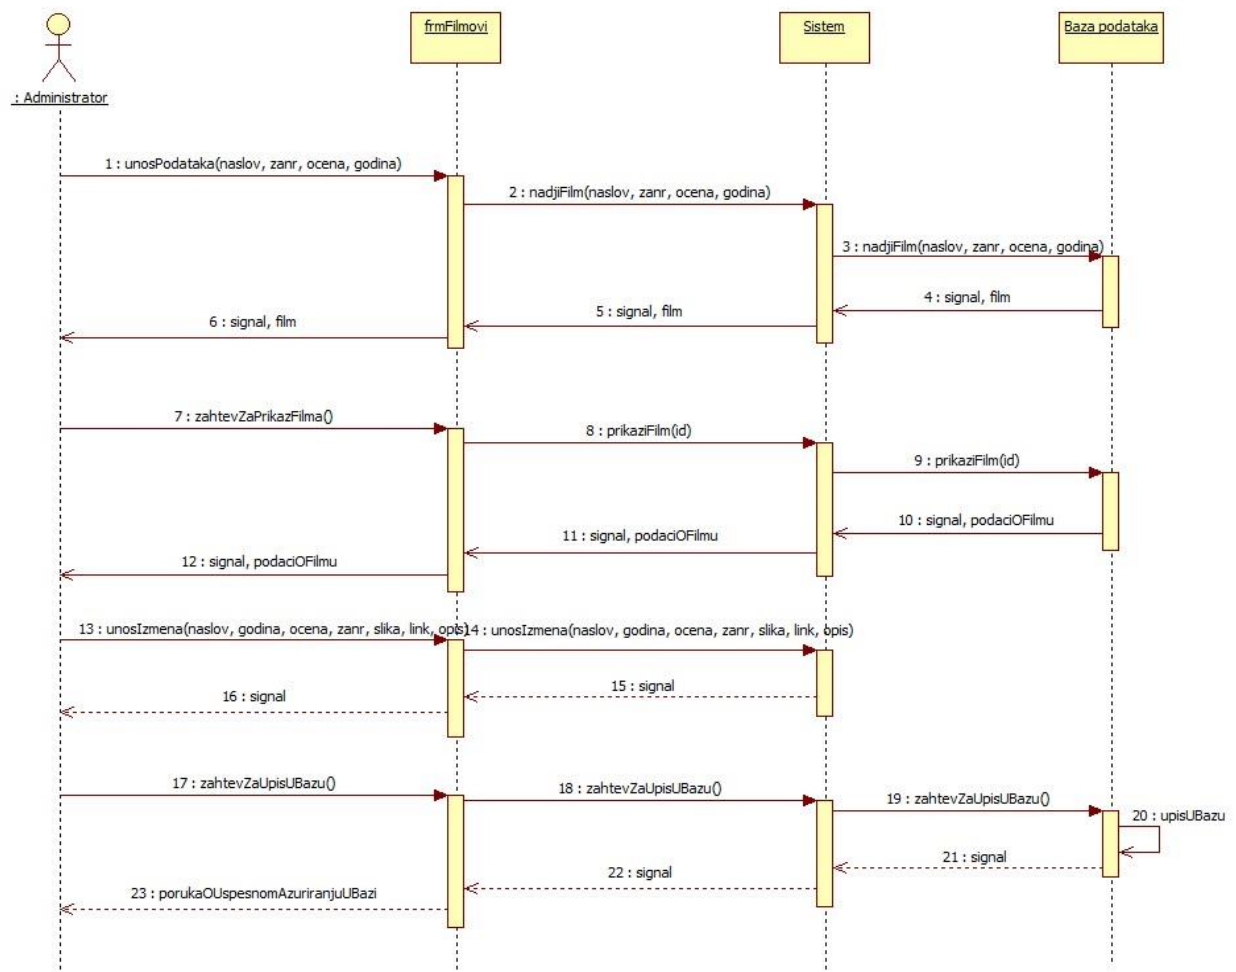 frmFilmovi
Sistem
Baza podataka
: Administrator
1 : unosPodataka(naslov, zanr, ocena, godina)
2 : nadjiFilm(naslov, zanr, ocena, godina)
3 : nadjiFilm(naslov, zanr, ocena, godina)
4 : signal, film
5 : signal, film
6 : signal, film
7 : zahtevZaPrikazFilma()
8 : prikaziFilm(id)
9 : prikaziFilm(id)
10 : signal, podaciOFilmu
11 : signal, podaciOFilmu
12 : signal, podaciOFilmu
13 : unosIzmena(naslov, godina, ocena, zanr, slika, link, opis)
14 : unosIzmena(naslov, godina, ocena, zanr, slika, link, opis)
15 : signal
16 : signal
17 : zahtevZaUpisUBazu()
18 : zahtevZaUpisUBazu()
19 : zahtevZaUpisUBazu()
20 : upisUBazu
21 : signal
22 : signal
23 : porukaOUspesnomAzuriranjuUBazi